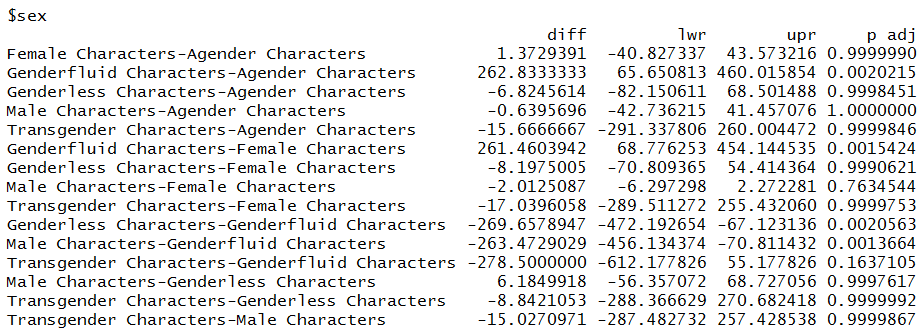 $sex
diff lwr upr p adj
Female Characters-Agender Characters 1.3729391 -40.827337 43.573216 0.9999990
Genderfluid Characters-Agender Characters 262.8333333 65.650813 460.015854 0.0020215
Genderless Characters-Agender Characters -6.8245614 -82.150611 68.501488 0.9998451
Male Characters-Agender Characters -0.6395696 -42.736215 41.457076 1.0000000
Transgender Characters-Agender Characters -15.6666667 -291.337806 260.004472 0.9999846
Genderfluid Characters-Female Characters 261.4603942 68.776253 454.144535 0.0015424
Genderless Characters-Female Characters -8.1975005 -70.809365 54.414364 0.9990621
Male Characters-Female Characters -2.0125087 -6.297298 2.272281 0.7634544
Transgender Characters-Female Characters -17.0396058 -289.511272 255.432060 0.9999753
Genderless Characters-Genderfluid Characters -269.6578947 -472.192654 -67.123136 0.0020563
Male Characters-Genderfluid Characters -263.4729029 -456.134374 -70.811432 0.0013664
Transgender Characters-Genderfluid Characters -278.5000000 -612.177826 55.177826 0.1637105
Male Characters-Genderless Characters 6.1849918 -56.357072 68.727056 0.9997617
Transgender Characters-Genderless Characters -8.8421053 -288.366629 270.682418 0.9999992
Transgender Characters-Male Characters -15.0270971 -287.482732 257.428538 0.9999867